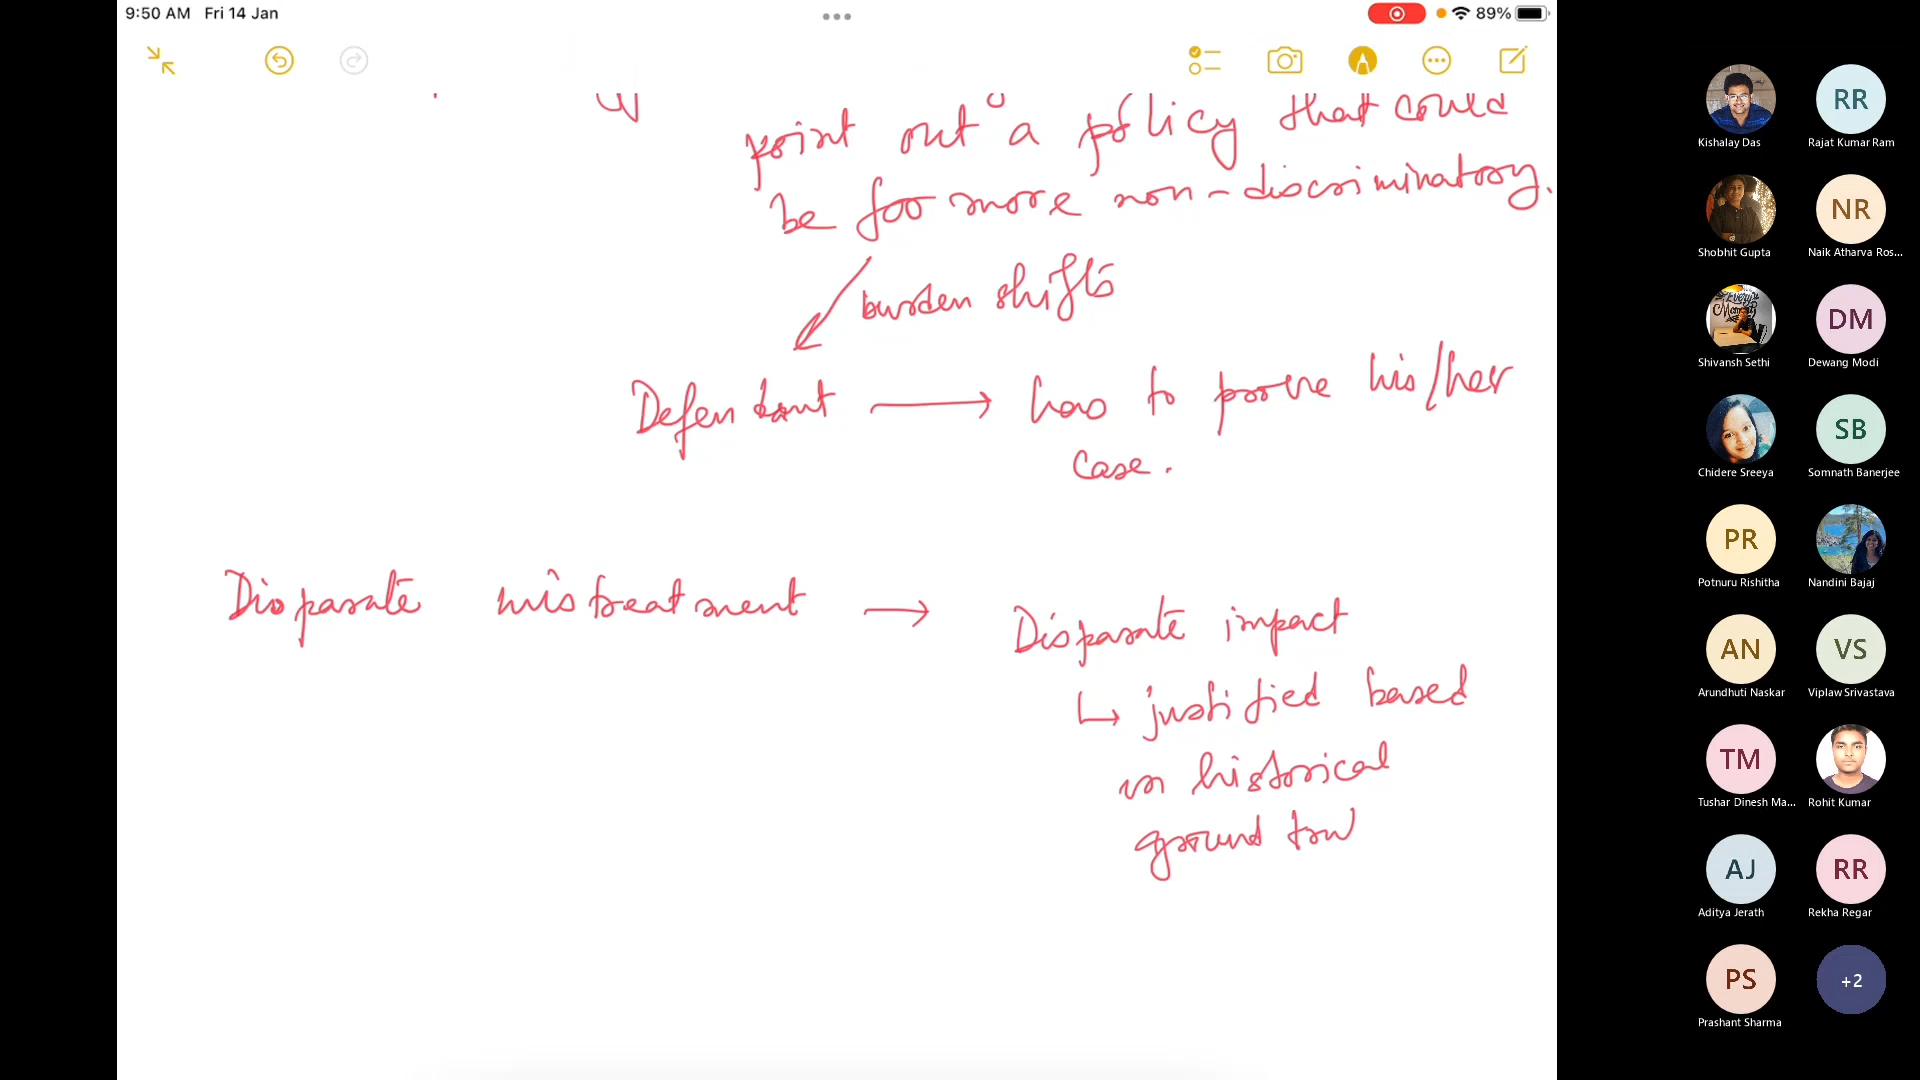 9:50 AM Fri 14 Jan
89%
point out a policy that could
be far more non-discriminatory.
burden shifts
Defendant → has to prove his/her
case.
Disparate mistreatment → Disparate impact
↳ justified based
on historical
ground
Kishalay Das
RR
Rajat Kumar Ram
Shobhit Gupta
NR
Naik Atharva Ros...
Shivansh Sethi
DM
Dewang Modi
Chidere Sreeya
SB
Somnath Banerjee
PR
Potnuru Rishitha
Nandini Bajaj
AN
Arundhuti Naskar
VS
Viplaw Srivastava
TM
Tushar Dinesh Ma...
Rohit Kumar
AJ
Aditya Jerath
RR
Rekha Regar
PS
Prashant Sharma
+2